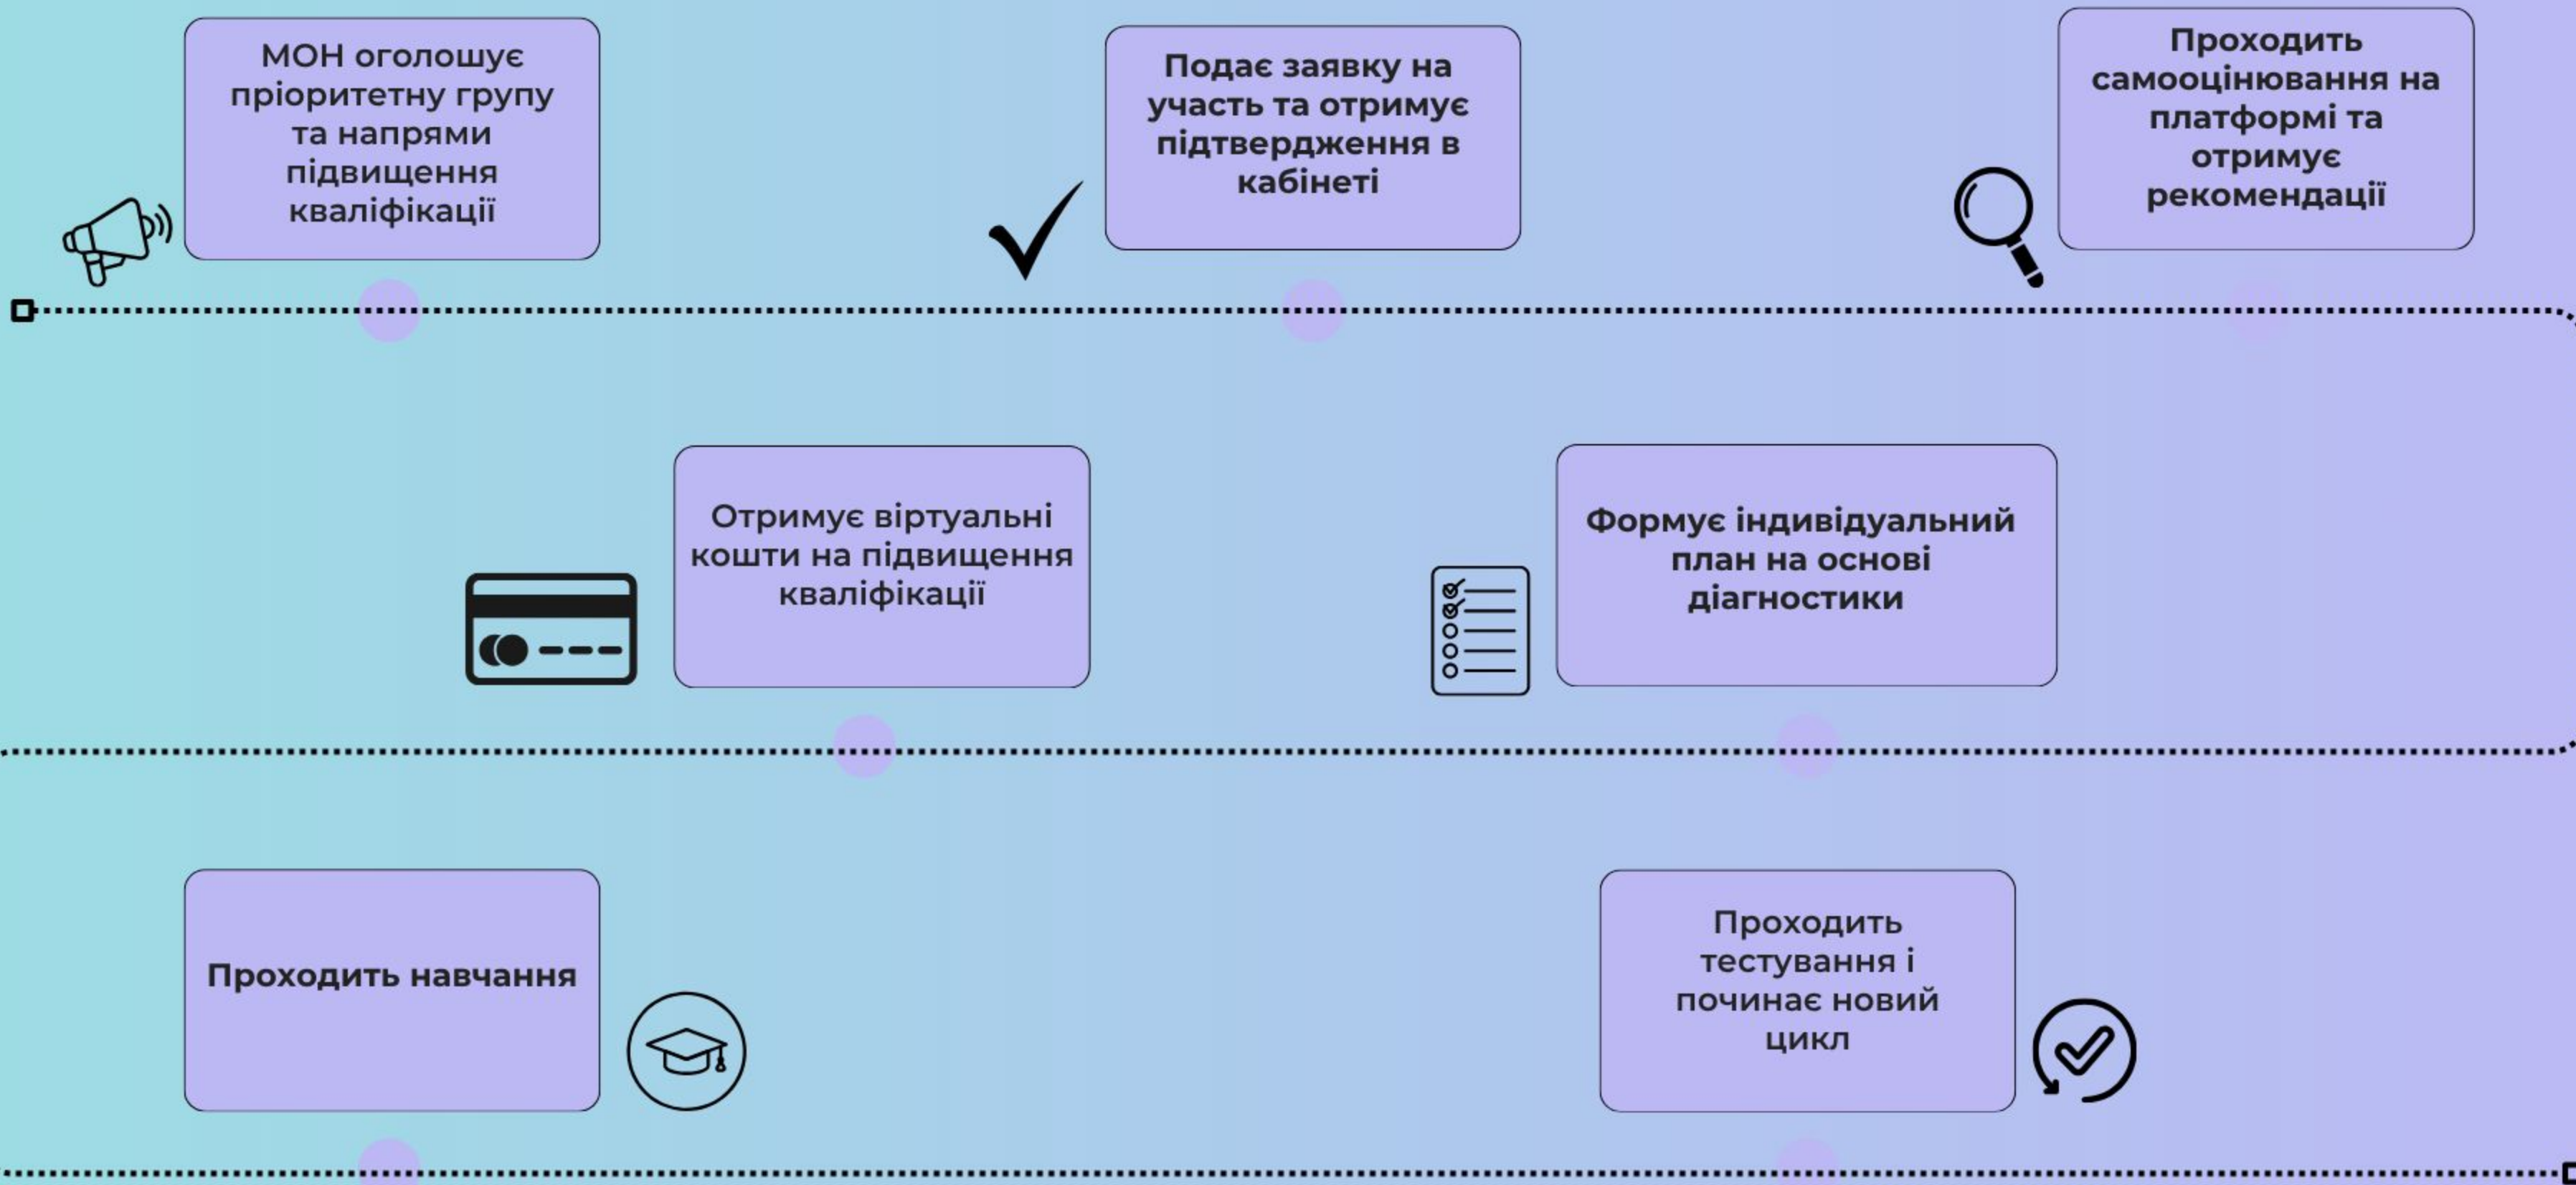 МОН оголошує
пріоритетну групу
та напрями
підвищення
кваліфікації
Подає заявку на
участь та отримує
підтвердження в
кабінеті
Проходить
самооцінювання на
платформі та
отримує
рекомендації
Отримує віртуальні
кошти на підвищення
кваліфікації
Формує індивідуальний
план на основі
діагностики
Проходить навчання
Проходить
тестування і
починає новий
цикл